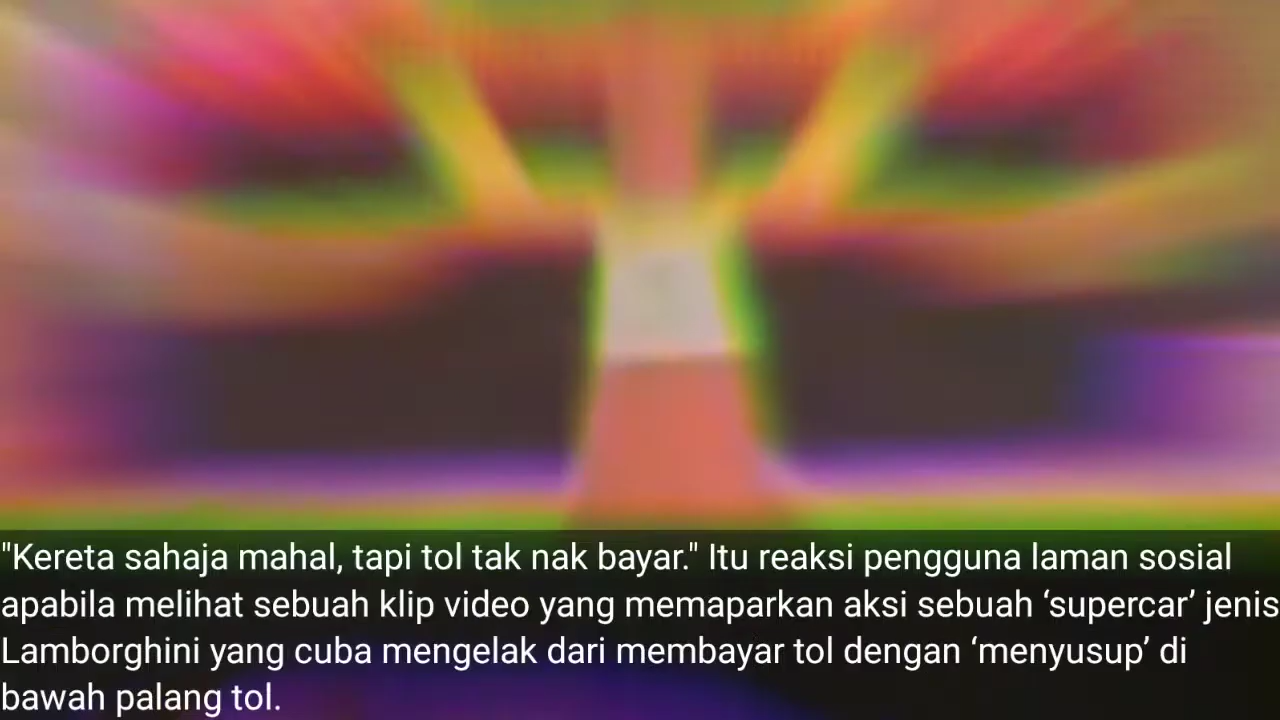 "Kereta sahaja mahal, tapi tol tak nak bayar." Itu reaksi pengguna laman sosial
apabila melihat sebuah klip video yang memaparkan aksi sebuah ‘supercar’ jenis
Lamborghini yang cuba mengelak dari membayar tol dengan ‘menyusup’ di
bawah palang tol.